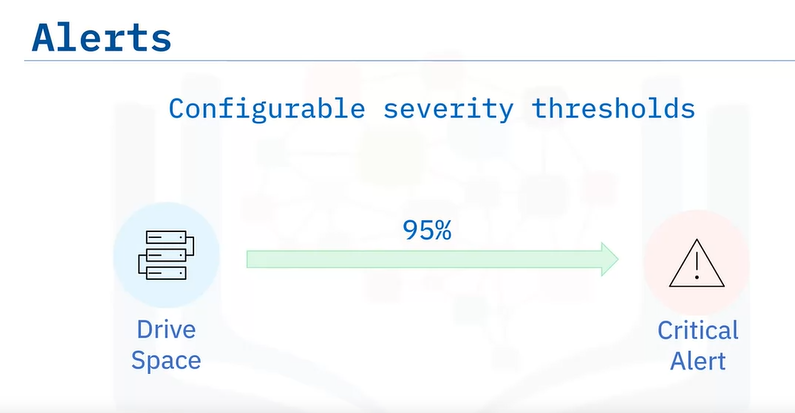 Alerts
Configurable severity thresholds
95%
Drive
Space
Critical
Alert